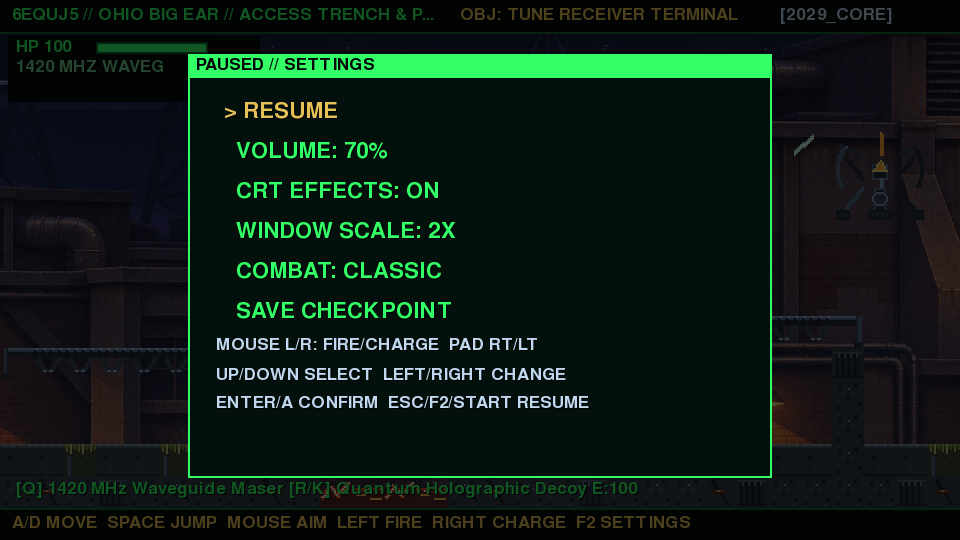 6EQUJ5 // OHIO BIG EAR // ACCESS TRENCH & P... OBJ: TUNE RECEIVER TERMINAL [2029_CORE]
HP 100
1420 MHZ WAVEG
PAUSED // SETTINGS
> RESUME
VOLUME: 70%
CRT EFFECTS: ON
WINDOW SCALE: 2X
COMBAT: CLASSIC
SAVE CHECKPOINT
MOUSE L/R: FIRE/CHARGE PAD RT/LT
UP/DOWN SELECT LEFT/RIGHT CHANGE
ENTER/A CONFIRM ESC/F2/START RESUME
[Q] 1420 MHz Waveguide Maser [R/K] Quantum Holographic Decoy E:100
A/D MOVE SPACE JUMP MOUSE AIM LEFT FIRE RIGHT CHARGE F2 SETTINGS